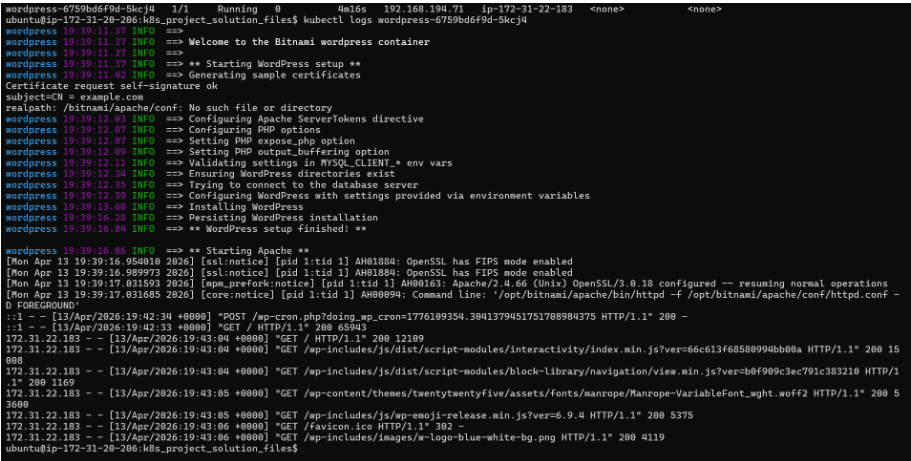 wordpress-6759bd6f9d-5kcj4   1/1     Running   0          4m16s   192.168.194.71   ip-172-31-22-183   <none>           <none>
ubuntu@ip-172-31-20-206:k8s_project_solution_files$ kubectl logs wordpress-6759bd6f9d-5kcj4
wordpress 19:39:11.37 INFO  ==>
wordpress 19:39:11.37 INFO  ==> Welcome to the Bitnami wordpress container
wordpress 19:39:11.37 INFO  ==>
wordpress 19:39:11.37 INFO  ==> ** Starting WordPress setup **
wordpress 19:39:11.42 INFO  ==> Generating sample certificates
Certificate request self-signature ok
subject=CN = example.com
realpath: /bitnami/apache/conf: No such file or directory
wordpress 19:39:12.03 INFO  ==> Configuring Apache ServerTokens directive
wordpress 19:39:12.07 INFO  ==> Configuring PHP options
wordpress 19:39:12.07 INFO  ==> Setting PHP expose_php option
wordpress 19:39:12.09 INFO  ==> Setting PHP output_buffering option
wordpress 19:39:12.11 INFO  ==> Validating settings in MYSQL_CLIENT_* env vars
wordpress 19:39:12.34 INFO  ==> Ensuring WordPress directories exist
wordpress 19:39:12.35 INFO  ==> Trying to connect to the database server
wordpress 19:39:12.39 INFO  ==> Configuring WordPress with settings provided via environment variables
wordpress 19:39:13.60 INFO  ==> Installing WordPress
wordpress 19:39:16.28 INFO  ==> Persisting WordPress installation
wordpress 19:39:16.84 INFO  ==> ** WordPress setup finished! **
wordpress 19:39:16.86 INFO  ==> ** Starting Apache **
[Mon Apr 13 19:39:16.954010 2026] [ssl:notice] [pid 1:tid 1] AH01884: OpenSSL has FIPS mode enabled
[Mon Apr 13 19:39:16.989973 2026] [ssl:notice] [pid 1:tid 1] AH01884: OpenSSL has FIPS mode enabled
[Mon Apr 13 19:39:17.031593 2026] [mpm_prefork:notice] [pid 1:tid 1] AH00163: Apache/2.4.66 (Unix) OpenSSL/3.0.18 configured -- resuming normal operations
[Mon Apr 13 19:39:17.031685 2026] [core:notice] [pid 1:tid 1] AH00094: Command line: '/opt/bitnami/apache/bin/httpd -f /opt/bitnami/apache/conf/httpd.conf -
D FOREGROUND'
::1 - - [13/Apr/2026:19:42:34 +0000] "POST /wp-cron.php?doing_wp_cron=1776109354.3041379451751708984375 HTTP/1.1" 200 -
::1 - - [13/Apr/2026:19:42:33 +0000] "GET / HTTP/1.1" 200 65943
172.31.22.183 - - [13/Apr/2026:19:43:04 +0000] "GET / HTTP/1.1" 200 12109
172.31.22.183 - - [13/Apr/2026:19:43:04 +0000] "GET /wp-includes/js/dist/script-modules/interactivity/index.min.js?ver=66c613f68580994bb00a HTTP/1.1" 200 15
008
172.31.22.183 - - [13/Apr/2026:19:43:04 +0000] "GET /wp-includes/js/dist/script-modules/block-library/navigation/view.min.js?ver=b0f909c3ec791c383210 HTTP/1
.1" 200 1169
172.31.22.183 - - [13/Apr/2026:19:43:05 +0000] "GET /wp-content/themes/twentytwentyfive/assets/fonts/manrope/Manrope-VariableFont_wght.woff2 HTTP/1.1" 200 5
3600
172.31.22.183 - - [13/Apr/2026:19:43:05 +0000] "GET /wp-includes/js/wp-emoji-release.min.js?ver=6.9.4 HTTP/1.1" 200 5375
172.31.22.183 - - [13/Apr/2026:19:43:06 +0000] "GET /favicon.ico HTTP/1.1" 302 -
172.31.22.183 - - [13/Apr/2026:19:43:06 +0000] "GET /wp-includes/images/w-logo-blue-white-bg.png HTTP/1.1" 200 4119
ubuntu@ip-172-31-20-206:k8s_project_solution_files$